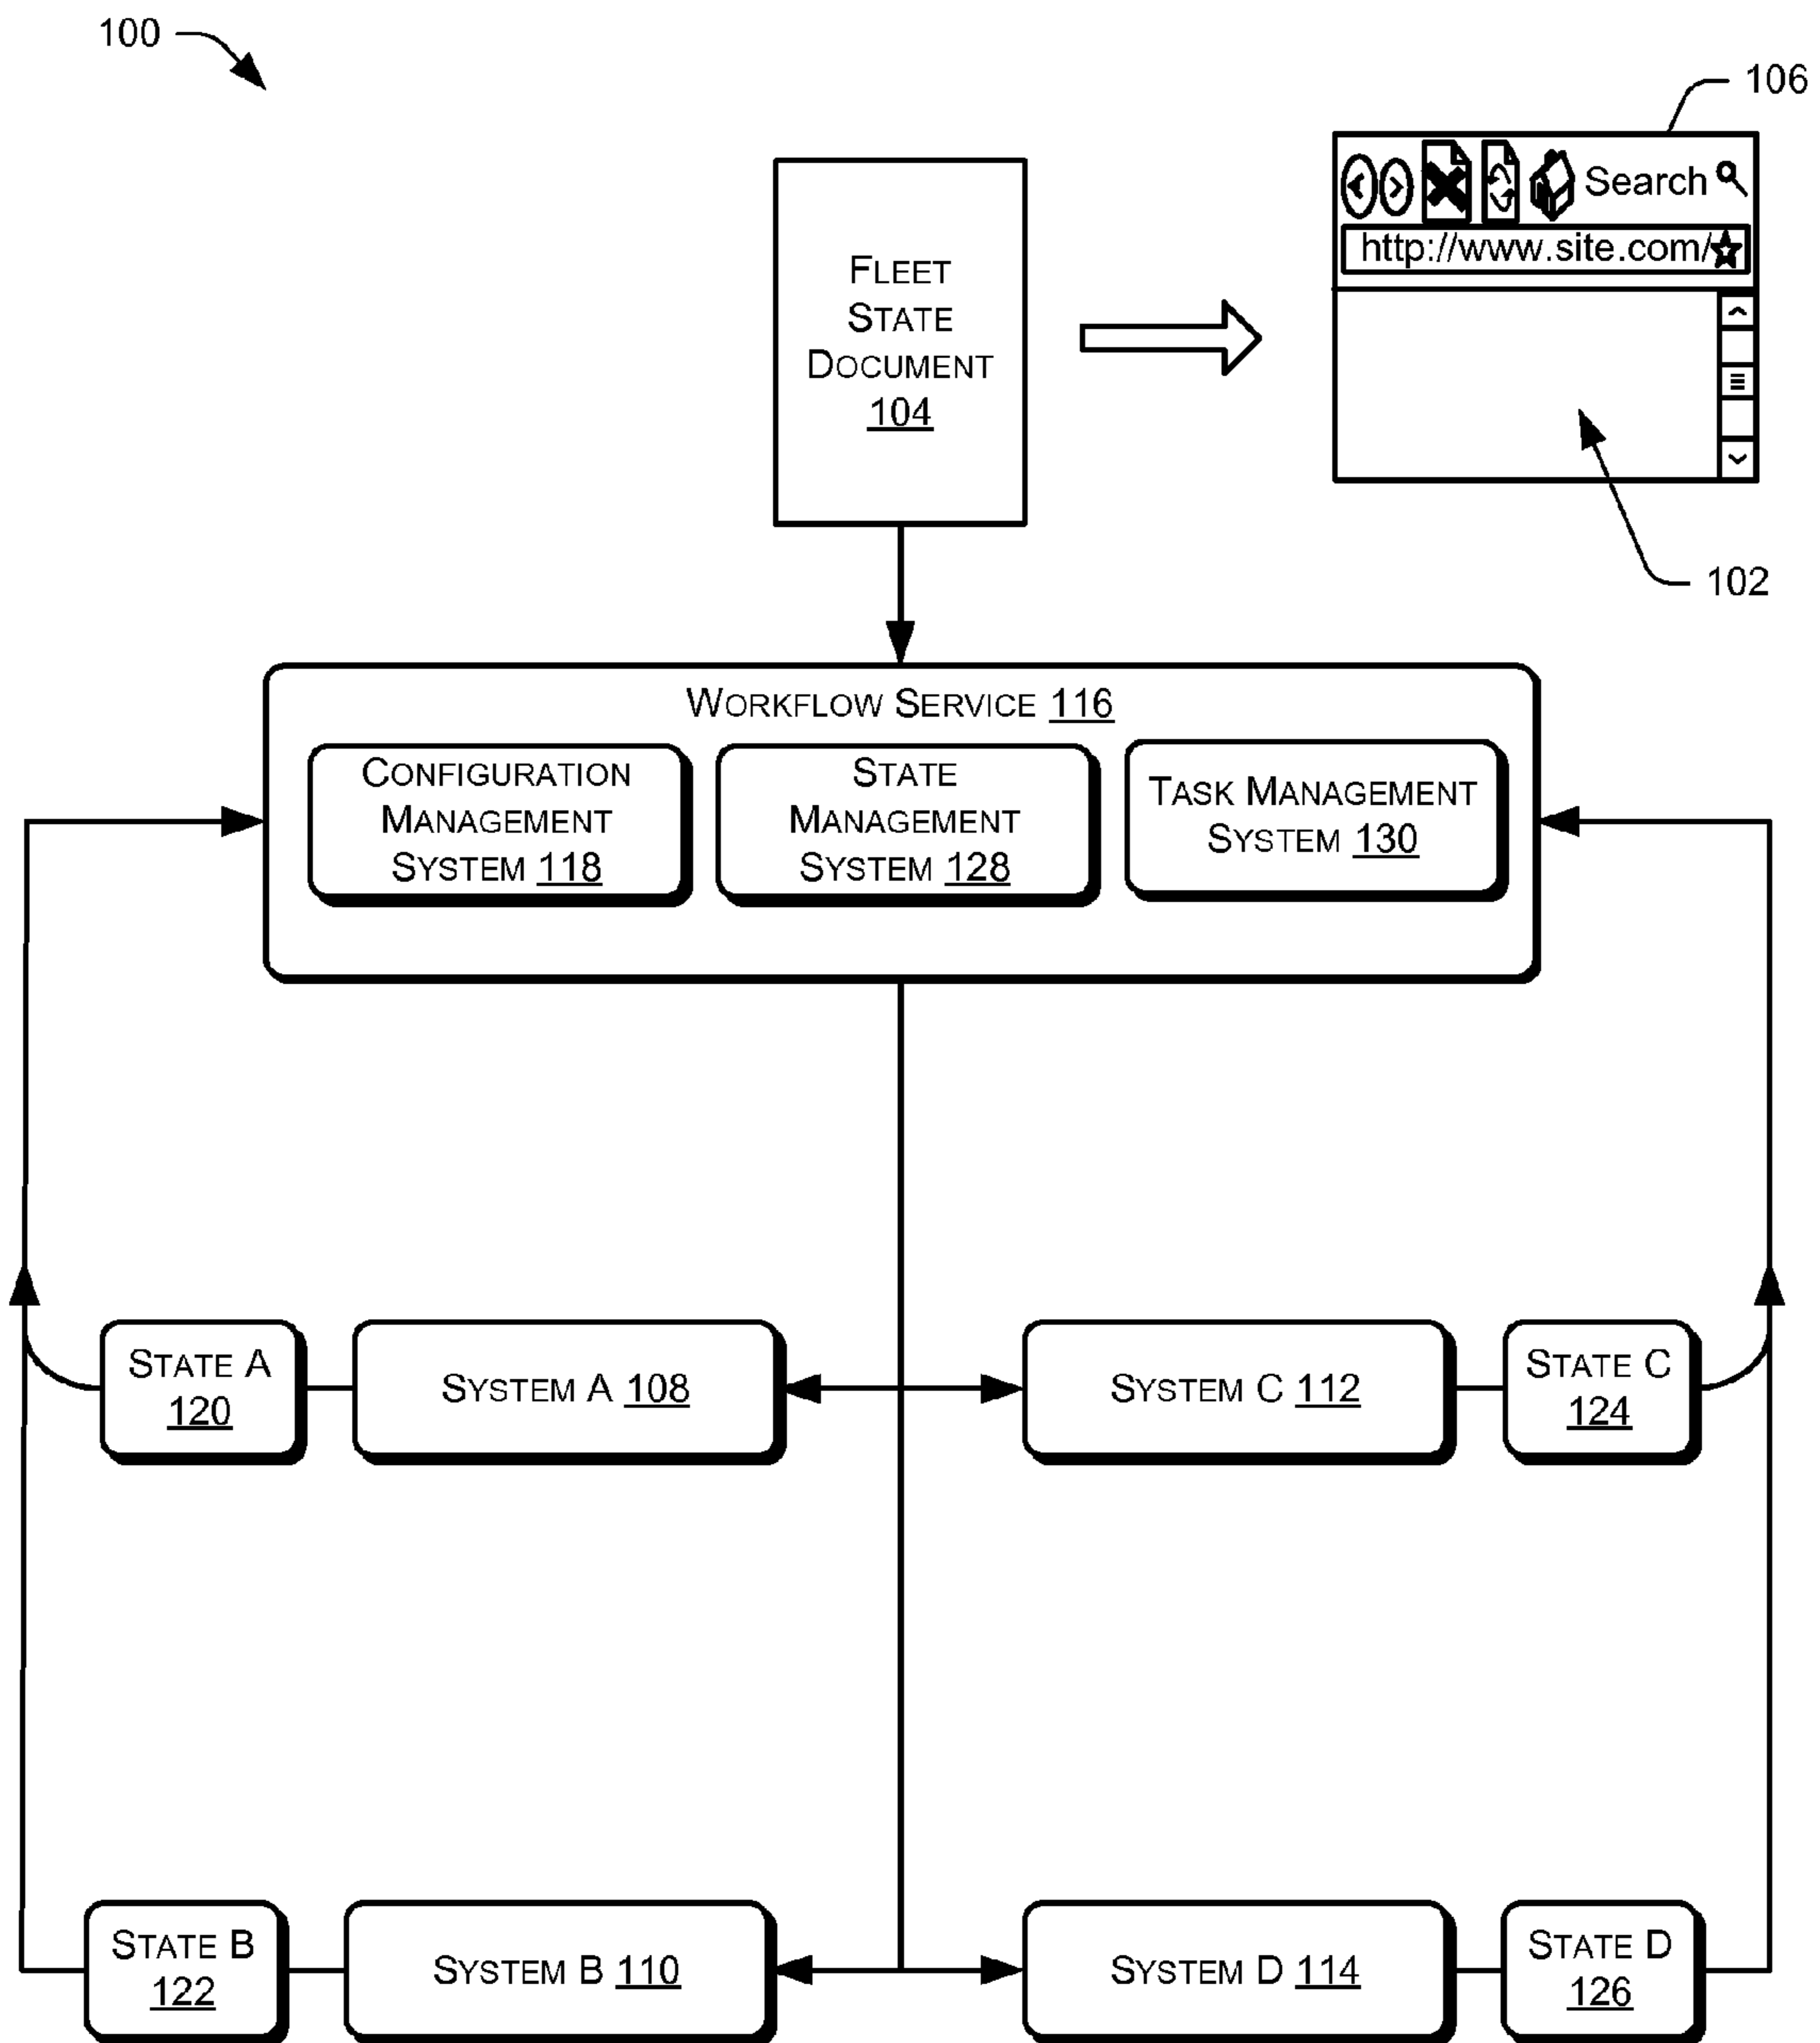 100
106
Search
http://www.site.com/
FLEET
STATE
DOCUMENT
104
102
WORKFLOW SERVICE 116
CONFIGURATION
MANAGEMENT
SYSTEM 118
STATE
MANAGEMENT
SYSTEM 128
TASK MANAGEMENT
SYSTEM 130
STATE A
120
SYSTEM A 108
SYSTEM C 112
STATE C
124
STATE B
122
SYSTEM B 110
SYSTEM D 114
STATE D
126